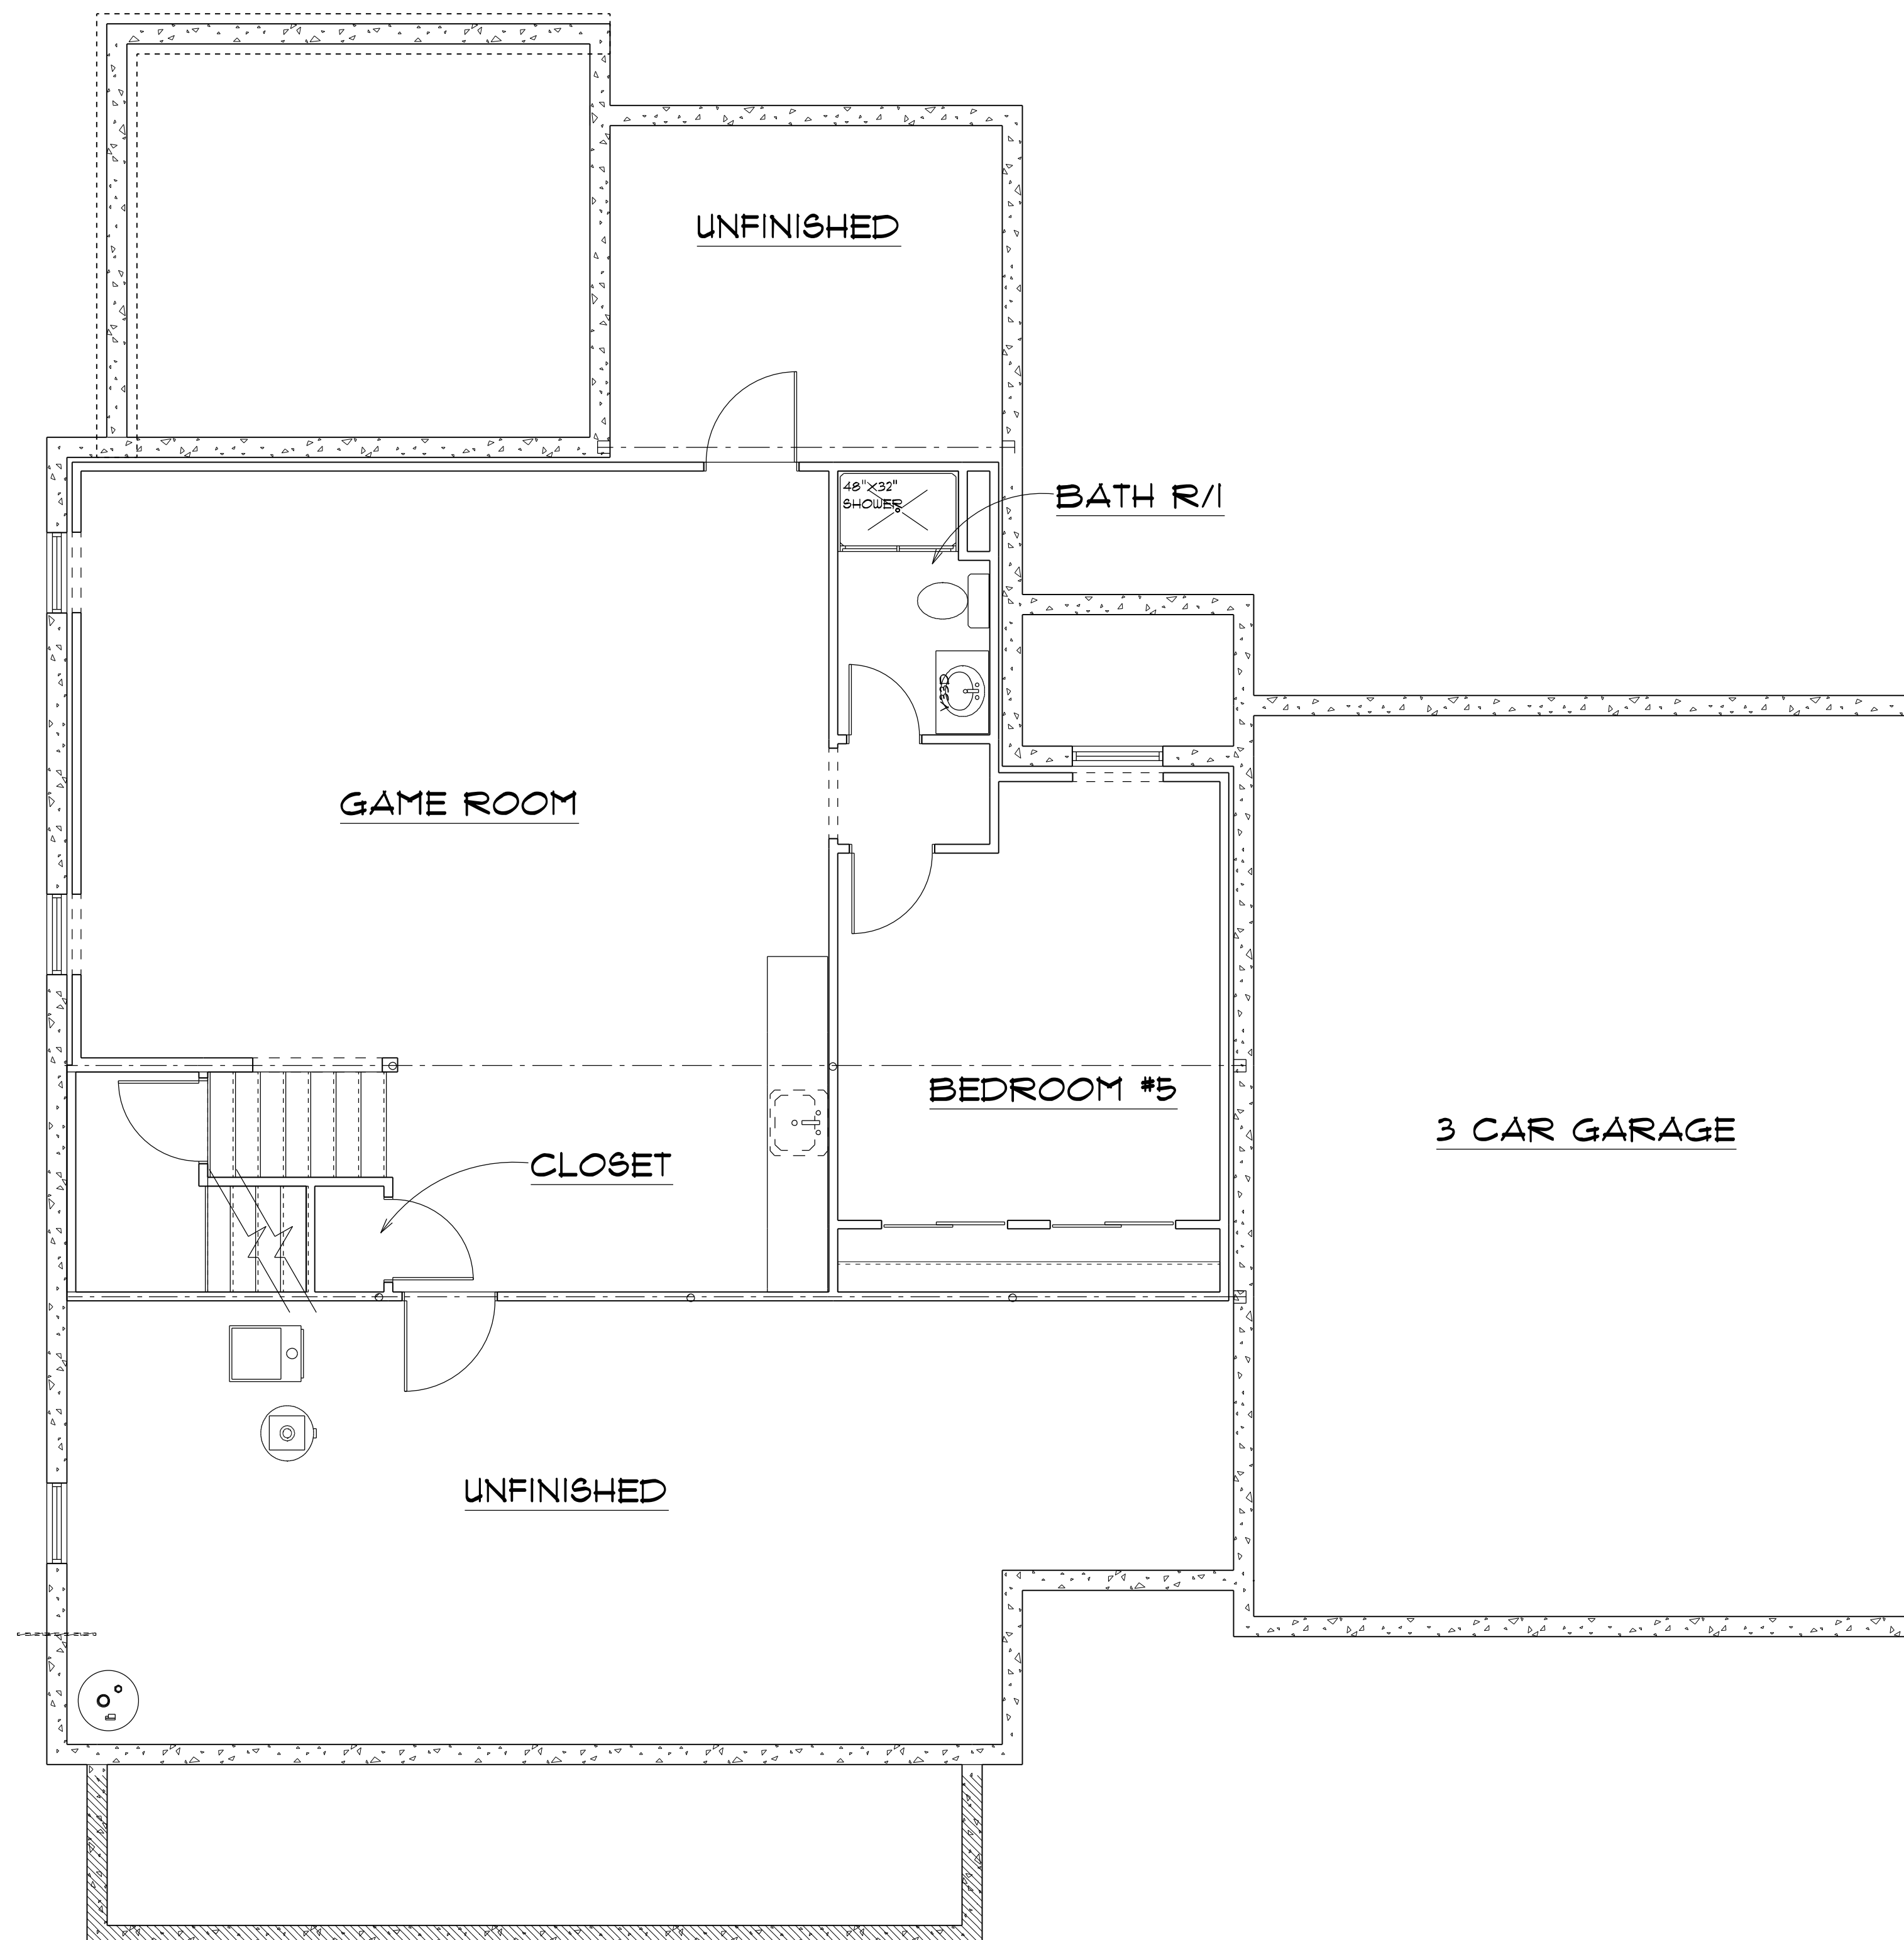 UNFINISHED
48"X32"
SHOWER
BATH R/I
V33D
GAME ROOM
BEDROOM #5
3 CAR GARAGE
CLOSET
UNFINISHED